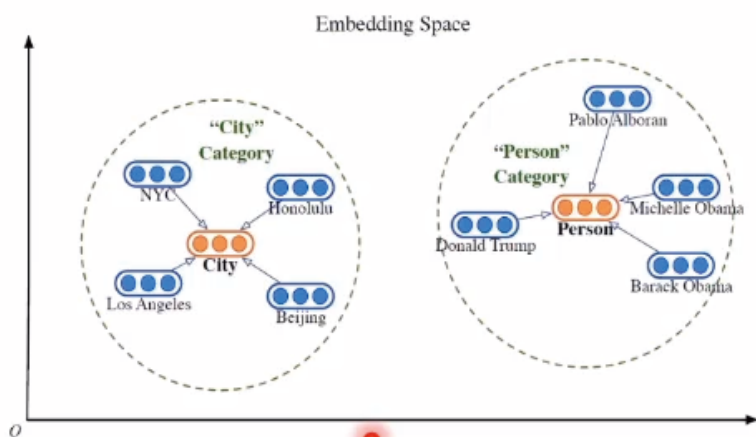 Embedding Space
“City”
Category
NYC
Honolulu
City
Los Angeles
Beijing
Pablo Alboran
“Person”
Category
Michelle Obama
Donald Trump
Person
Barack Obama
O